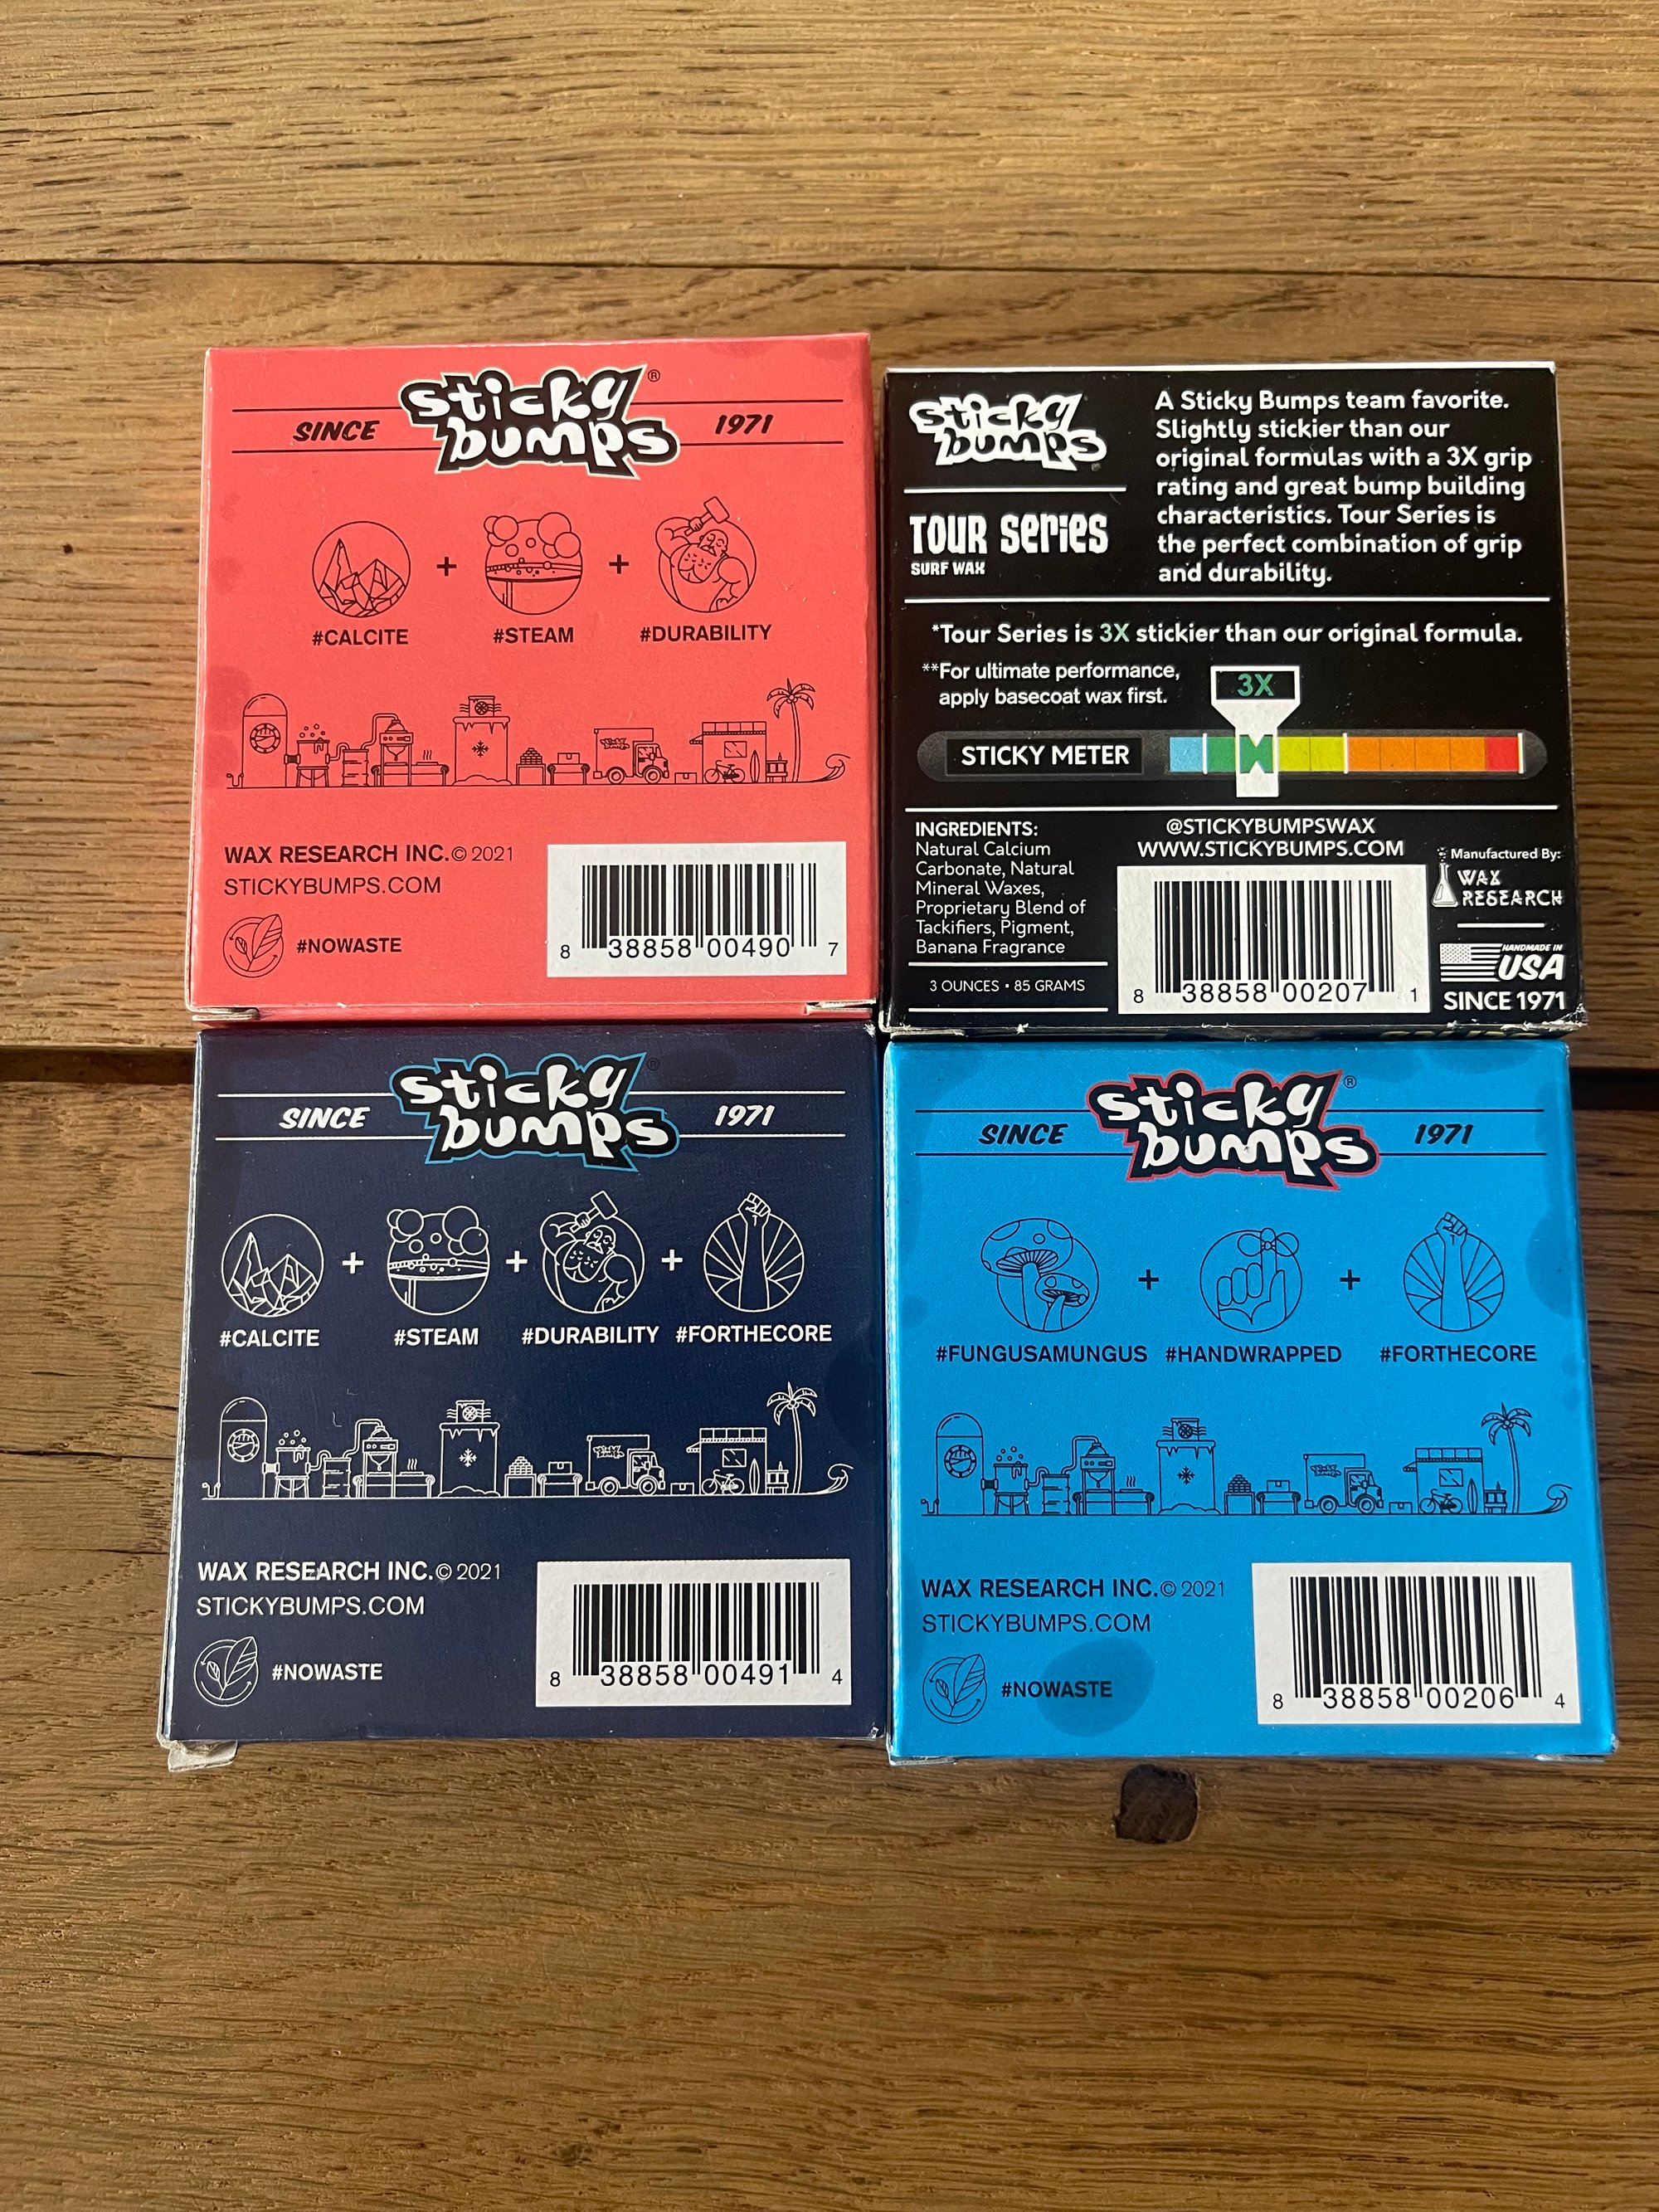 sticky
bumps
®
SINCE 1971
#CALCITE + #STEAM + #DURABILITY
sticky bumps
WAX RESEARCH INC.© 2021
STICKYBUMPS.COM
#NOWASTE
8 38858 00490 7
sticky
bumps
TOUR SERIES
SURF WAX
A Sticky Bumps team favorite.
Slightly stickier than our
original formulas with a 3X grip
rating and great bump building
characteristics. Tour Series is
the perfect combination of grip
and durability.
*Tour Series is 3X stickier than our original formula.
**For ultimate performance,
apply basecoat wax first.
3X
STICKY METER
INGREDIENTS:
Natural Calcium
Carbonate, Natural
Mineral Waxes,
Proprietary Blend of
Tackifiers, Pigment,
Banana Fragrance
3 OUNCES • 85 GRAMS
@STICKYBUMPSWAX
WWW.STICKYBUMPS.COM
8 38858 00207 1
Manufactured By:
WAX
RESEARCH
HANDMADE IN
USA
SINCE 1971
sticky
bumps
®
SINCE 1971
#CALCITE + #STEAM + #DURABILITY + #FORTHECORE
sticky bumps
WAX RESEARCH INC.© 2021
STICKYBUMPS.COM
#NOWASTE
8 38858 00491 4
sticky
bumps
®
SINCE 1971
#FUNGUSAMUNGUS + #HANDWRAPPED + #FORTHECORE
sticky bumps
WAX RESEARCH INC.© 2021
STICKYBUMPS.COM
#NOWASTE
8 38858 00206 4